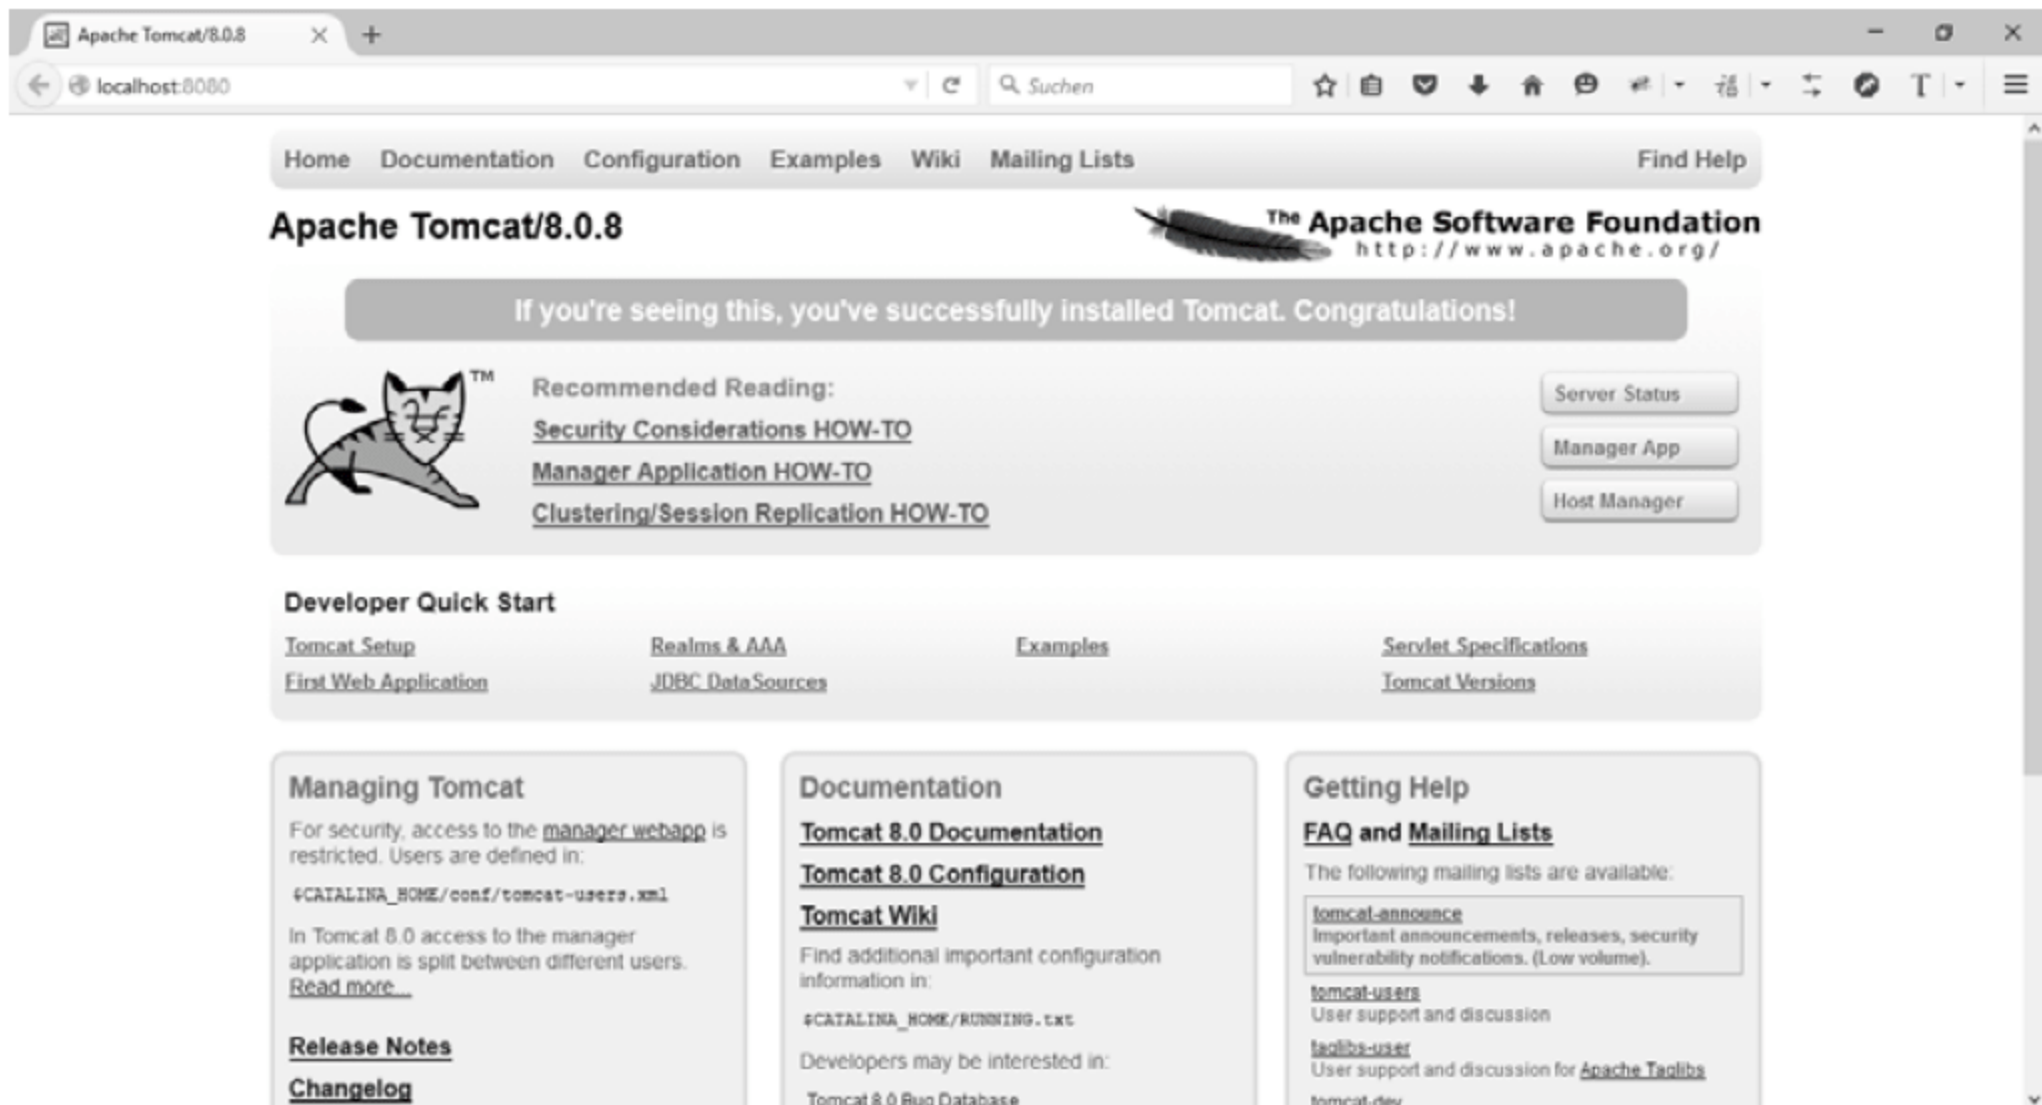 Apache Tomcat/8.0.8
localhost:8080
Suchen
Home Documentation Configuration Examples Wiki Mailing Lists Find Help
Apache Tomcat/8.0.8
The Apache Software Foundation
http://www.apache.org/
If you're seeing this, you've successfully installed Tomcat. Congratulations!
TM
Recommended Reading:
Security Considerations HOW-TO
Manager Application HOW-TO
Clustering/Session Replication HOW-TO
Server Status
Manager App
Host Manager
Developer Quick Start
Tomcat Setup
First Web Application
Realms & AAA
JDBC DataSources
Examples
Servlet Specifications
Tomcat Versions
Managing Tomcat
For security, access to the manager webapp is
restricted. Users are defined in:
$CATALINA_HOME/conf/tomcat-users.xml
In Tomcat 8.0 access to the manager
application is split between different users.
Read more...
Release Notes
Changelog
Documentation
Tomcat 8.0 Documentation
Tomcat 8.0 Configuration
Tomcat Wiki
Find additional important configuration
information in:
$CATALINA_HOME/RUNNING.txt
Developers may be interested in:
Tomcat 8.0 Bug Database
Getting Help
FAQ and Mailing Lists
The following mailing lists are available:
tomcat-announce
Important announcements, releases, security
vulnerability notifications. (Low volume).
tomcat-users
User support and discussion
taglibs-user
User support and discussion for Apache Taglibs
tomcat-dev